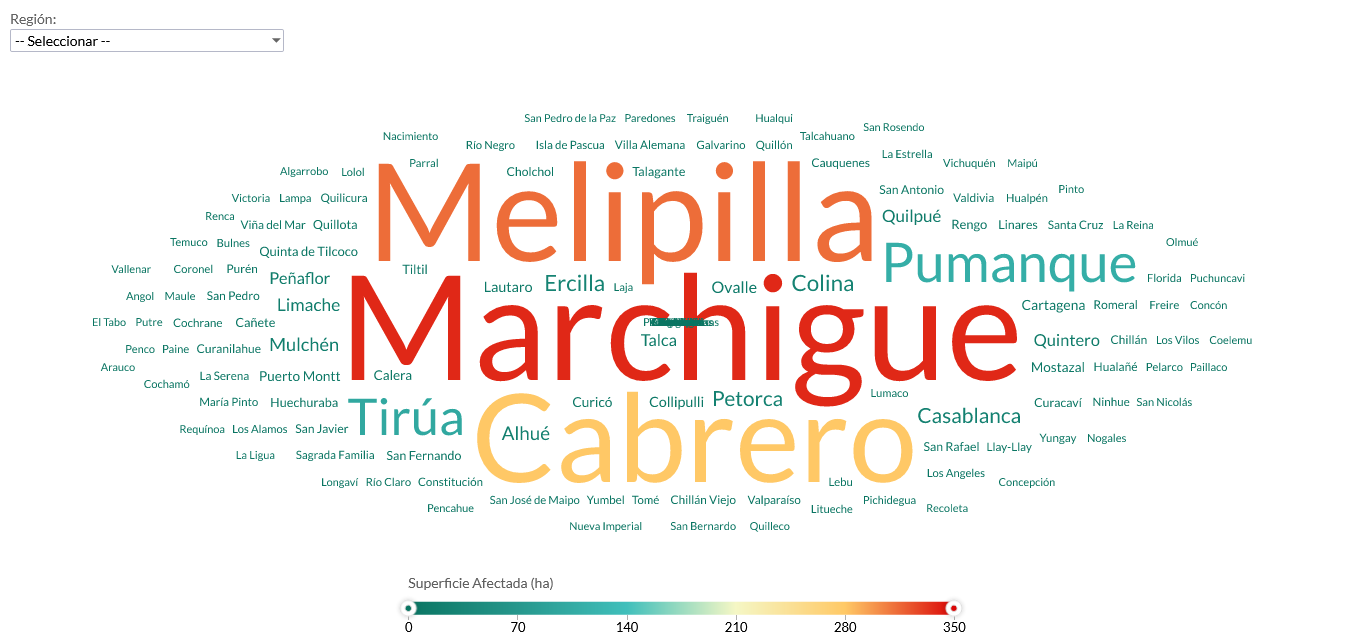 Región:
-- Seleccionar --
San Pedro de la Paz Paredones Traiguén Hualqui
Nacimiento Talcahuano San Rosendo
Río Negro Isla de Pascua Villa Alemana Galvarino Quillón
La Estrella
Parral Cauquenes Vichuquén Maipú
Algarrobo Lolol Cholchol Talagante
Melipilla
San Antonio Pinto
Victoria Lampa Quilicura Valdivia Hualpén
Renca Quilpué
Viña del Mar Quillota Rengo Linares Santa Cruz La Reina
Temuco Bulnes Olmué
Quinta de Tilcoco
Pumanque
Vallenar Coronel Purén Tiltil
Peñaflor Florida Puchuncavi
Lautaro Ercilla Laja Ovalle Colina
Angol Maule San Pedro
Limache Cartagena Romeral Freire Concón
El Tabo Putre Cochrane Cañete
Marchigue
Talca
Mulchén Quintero Chillán Los Vilos Coelemu
Penco Paine Curanilahue
Arauco Mostazal Hualañé Pelarco Paillaco
La Serena Puerto Montt Calera
Cochamó
Lumaco
María Pinto Huechuraba Curicó Collipulli Petorca Curacaví Ninhue San Nicolás
Tirúa Casablanca
Requínoa Los Alamos San Javier Alhué Cabrero
Yungay Nogales
San Rafael Llay-Llay
La Ligua Sagrada Familia San Fernando
Los Angeles
Longaví Río Claro Constitución Lebu Concepción
San José de Maipo Yumbel Tomé Chillán Viejo Valparaíso Pichidegua
Pencahue Litueche Recoleta
Nueva Imperial San Bernardo Quilleco
Superficie Afectada (ha)
0 70 140 210 280 350